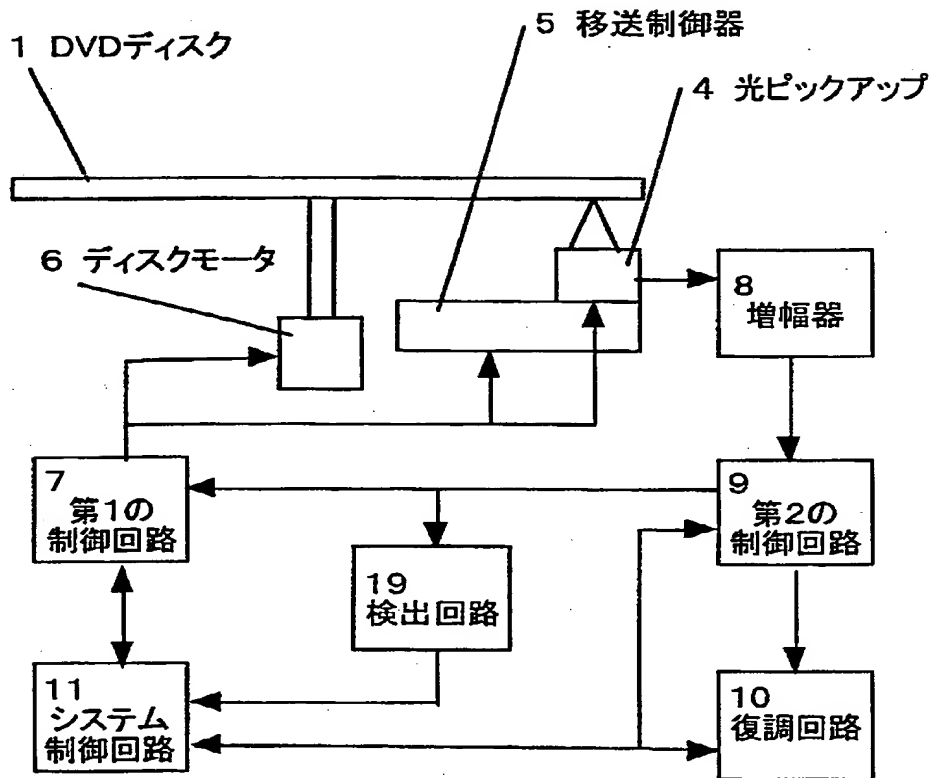 1 DVDディスク
5 移送制御器
4 光ピックアップ
6 ディスクモータ
8
増幅器
7
第1の
制御回路
9
第2の
制御回路
19
検出回路
11
システム
制御回路
10
復調回路